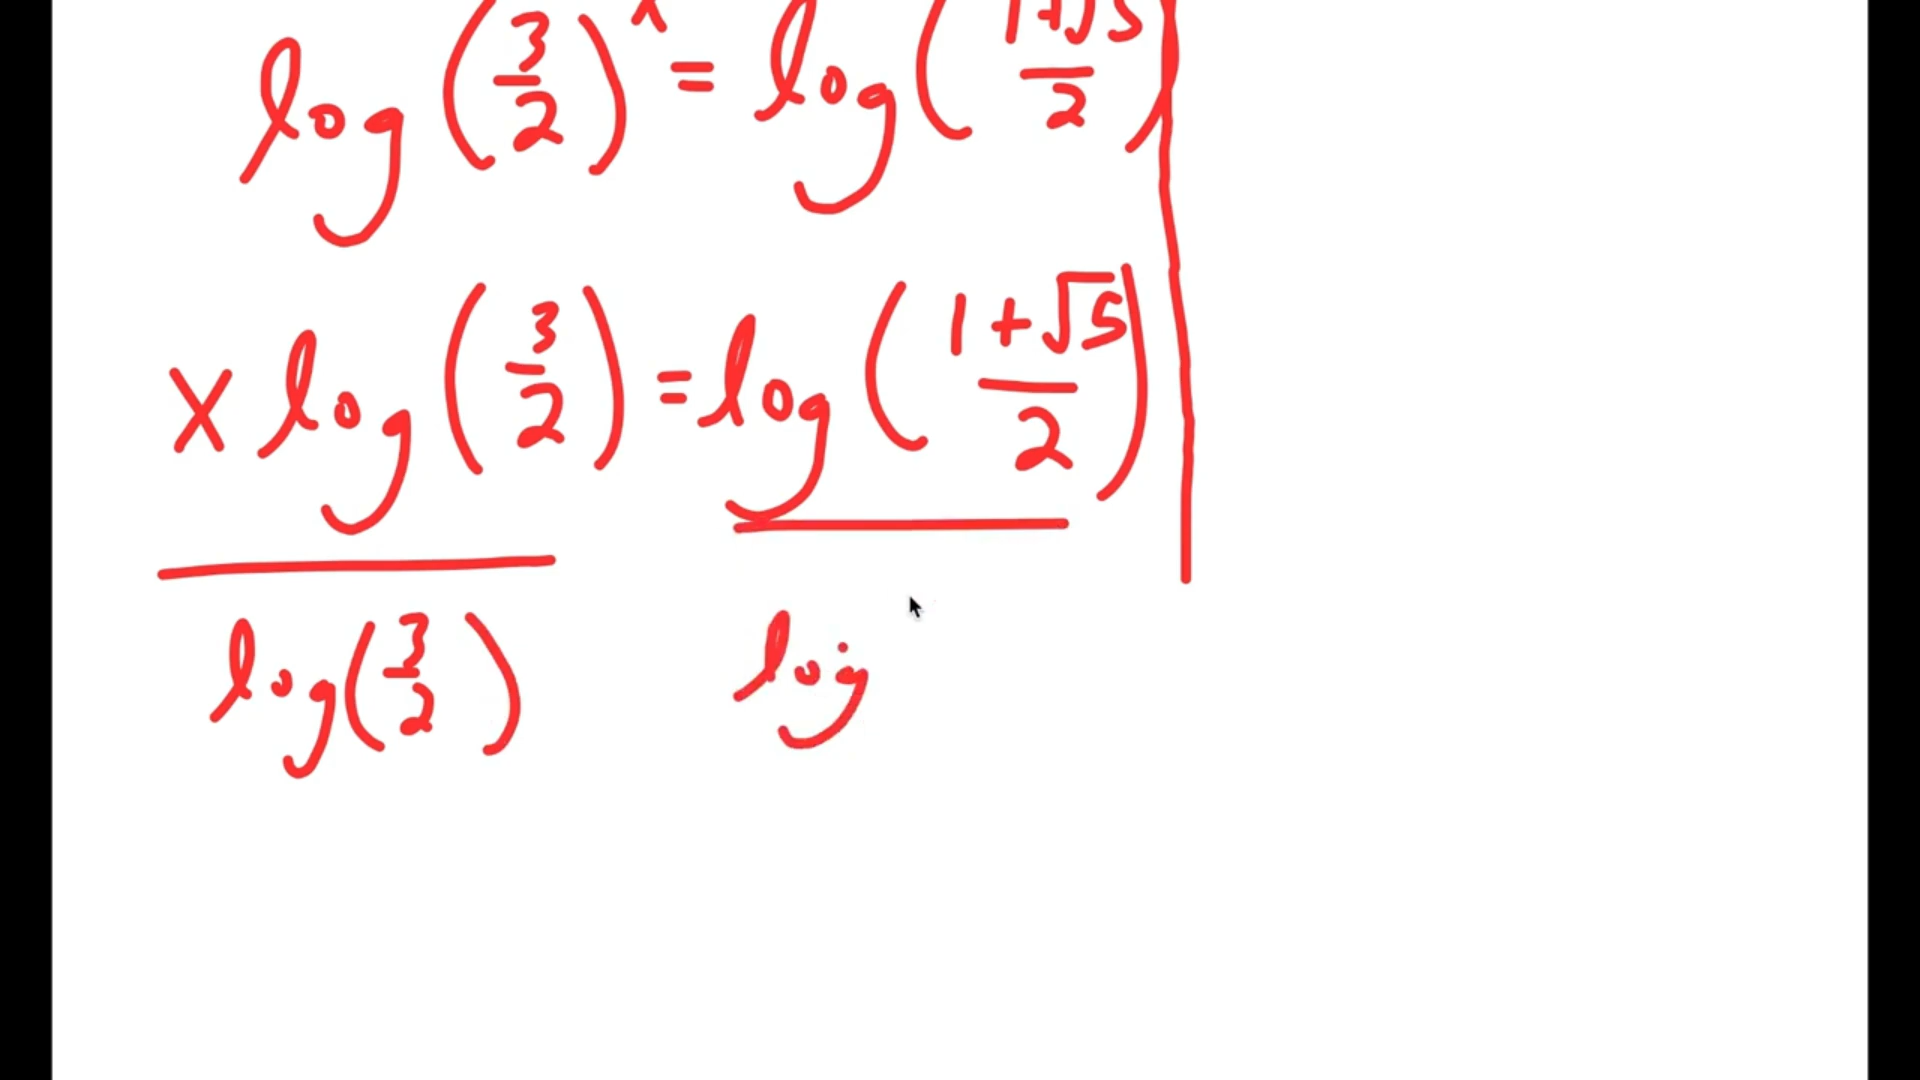 log (3/2)^x = log (1+√5/2)
x log (3/2) = log (1+√5/2)
log (3/2) log